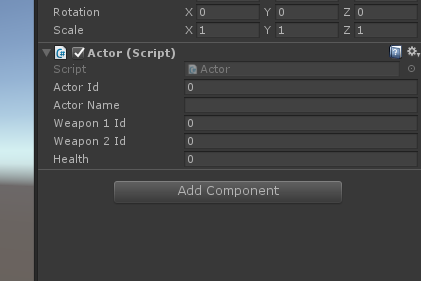 Rotation X 0 Y 0 Z 0
Scale X 1 Y 1 Z 1
Actor (Script)
Script Actor
Actor Id 0
Actor Name
Weapon 1 Id 0
Weapon 2 Id 0
Health 0
Add Component